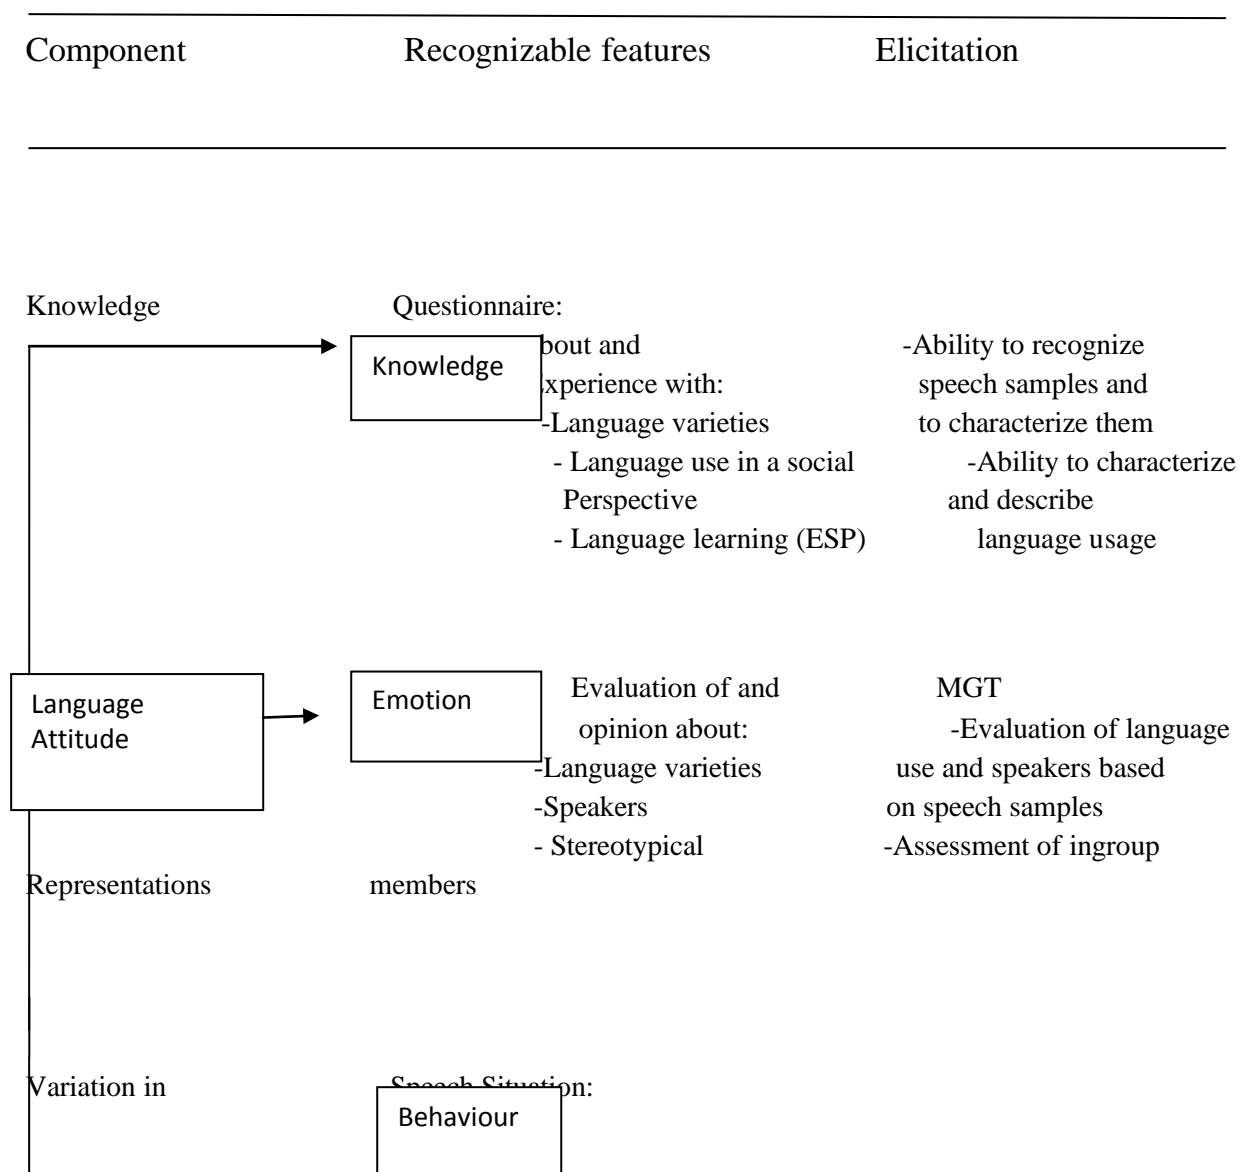 Component Recognizable features Elicitation
Knowledge Questionnaire:
Knowledge
bout and -Ability to recognize
xperience with: speech samples and
-Language varieties to characterize them
- Language use in a social -Ability to characterize
Perspective and describe
- Language learning (ESP) language usage
Language
Attitude
Emotion
Evaluation of and MGT
opinion about: -Evaluation of language
-Language varieties use and speakers based
-Speakers on speech samples
- Stereotypical -Assessment of ingroup
Representations members
Variation in Speech Situation:
Behaviour